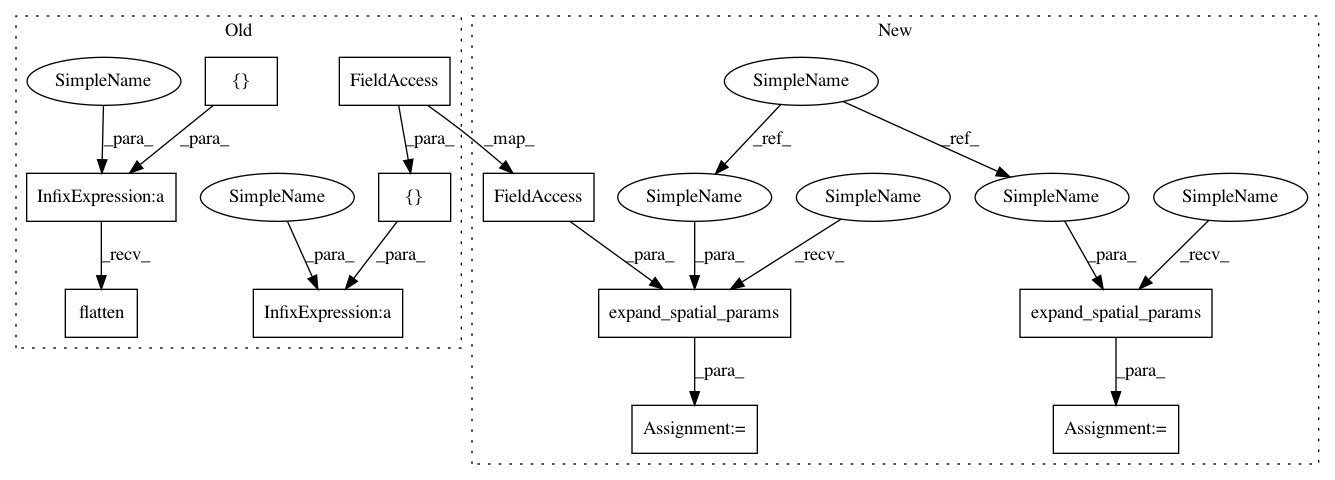 Old
New
SimpleName
{}
FieldAccess
SimpleName
_para_
_para_
_para_
_map_
_ref_
_ref_
InfixExpression:a
SimpleName
{}
FieldAccess
SimpleName
SimpleName
SimpleName
SimpleName
_recv_
_para_
_para_
_para_
_para_
_recv_
_para_
_recv_
flatten
InfixExpression:a
expand_spatial_params
expand_spatial_params
_para_
_para_
Assignment:=
Assignment:=